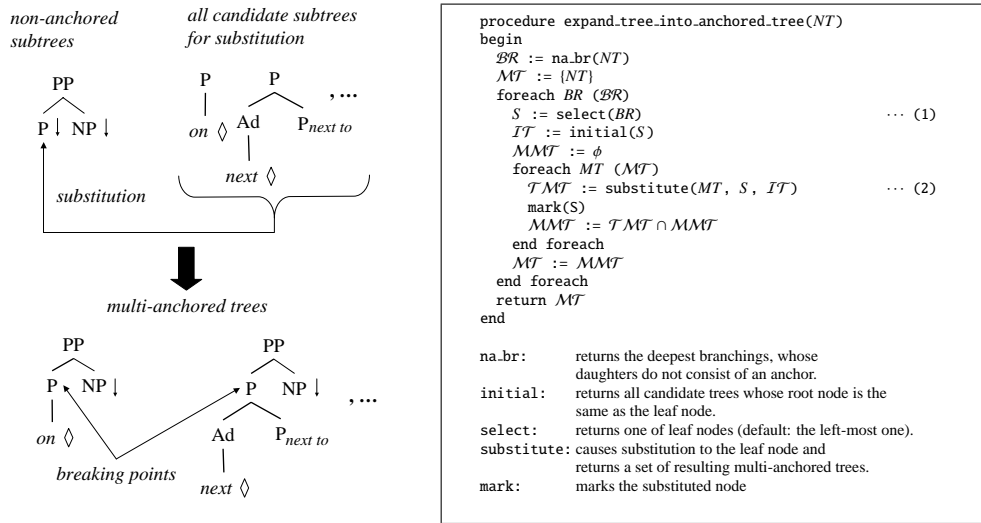 non-anchored subtrees
all candidate subtrees for substitution
PP
P↓ NP↓
P
on ◊
P
Ad P next to
next ◊
, ...
substitution
multi-anchored trees
PP
P NP↓
on ◊
PP
P NP↓
Ad P next to
next ◊
, ...
breaking points
procedure expand_tree_into_anchored_tree(NT)
begin
BR := na_br(NT)
MT := {NT}
foreach BR (BR)
S := select(BR) ··· (1)
IT := initial(S)
MMT := ϕ
foreach MT (MT)
TMT := substitute(MT, S, IT) ··· (2)
mark(S)
MMT := TMT ∩ MMT
end foreach
MT := MMT
end foreach
return MT
end
na_br: returns the deepest branchings, whose
daughters do not consist of an anchor.
initial: returns all candidate trees whose root node is the
same as the leaf node.
select: returns one of leaf nodes (default: the left-most one).
substitute: causes substitution to the leaf node and
returns a set of resulting multi-anchored trees.
mark: marks the substituted node